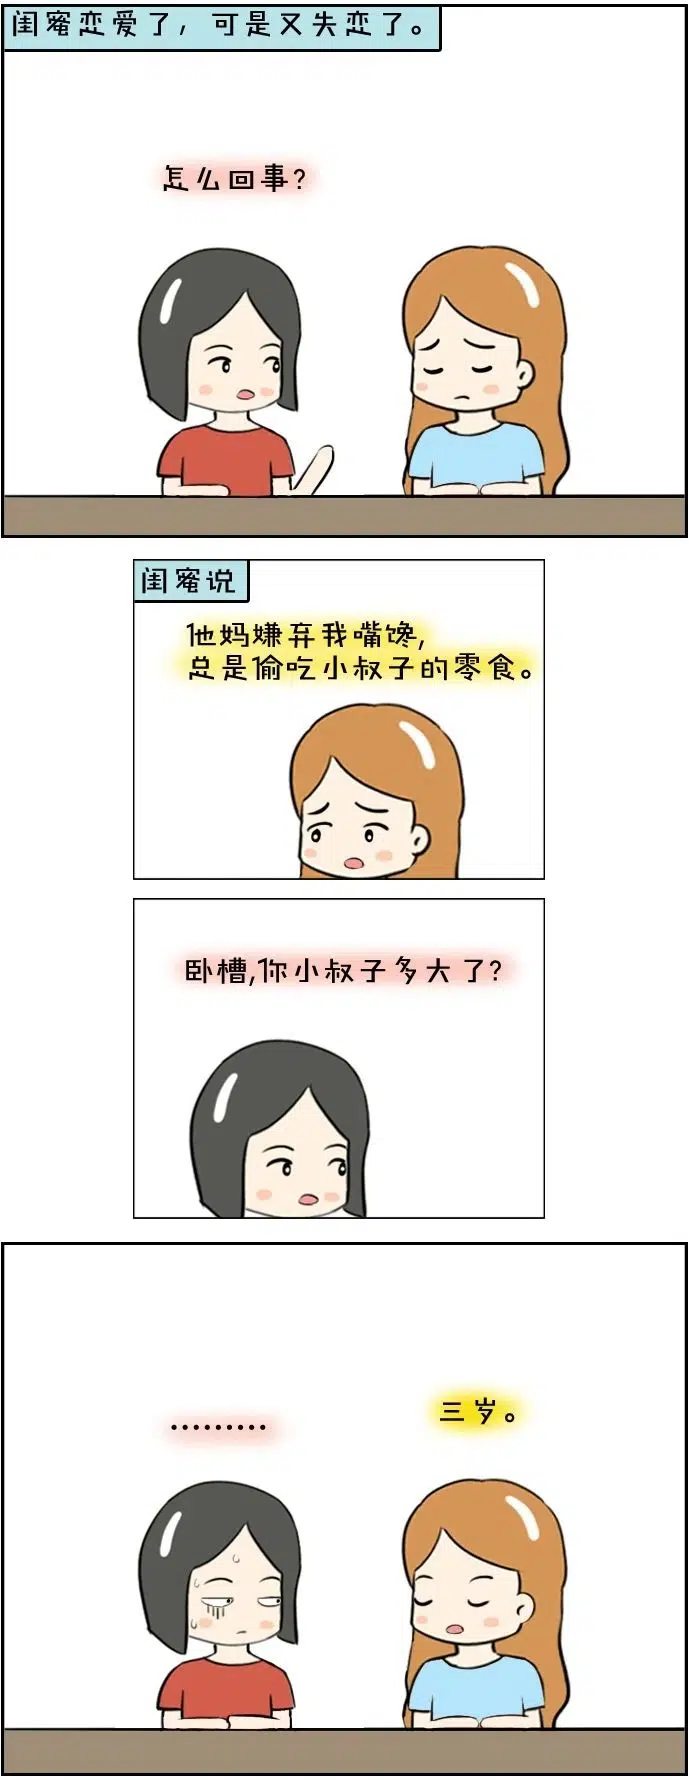 闺蜜恋爱了，可是又失恋了。
怎么回事?
闺蜜说
他妈嫌弃我嘴馋,
总是偷吃小叔子的零食。
卧槽,你小叔子多大了?
三岁。
………